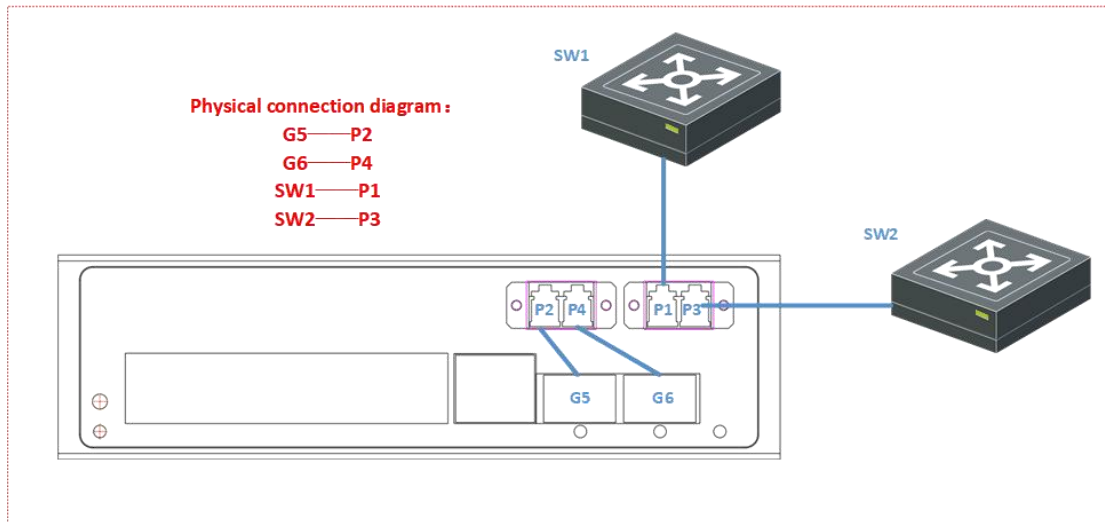 SW1
Physical connection diagram：
G5——P2
G6——P4
SW1——P1
SW2——P3
SW2
P2 P4 P1 P3
G5 G6